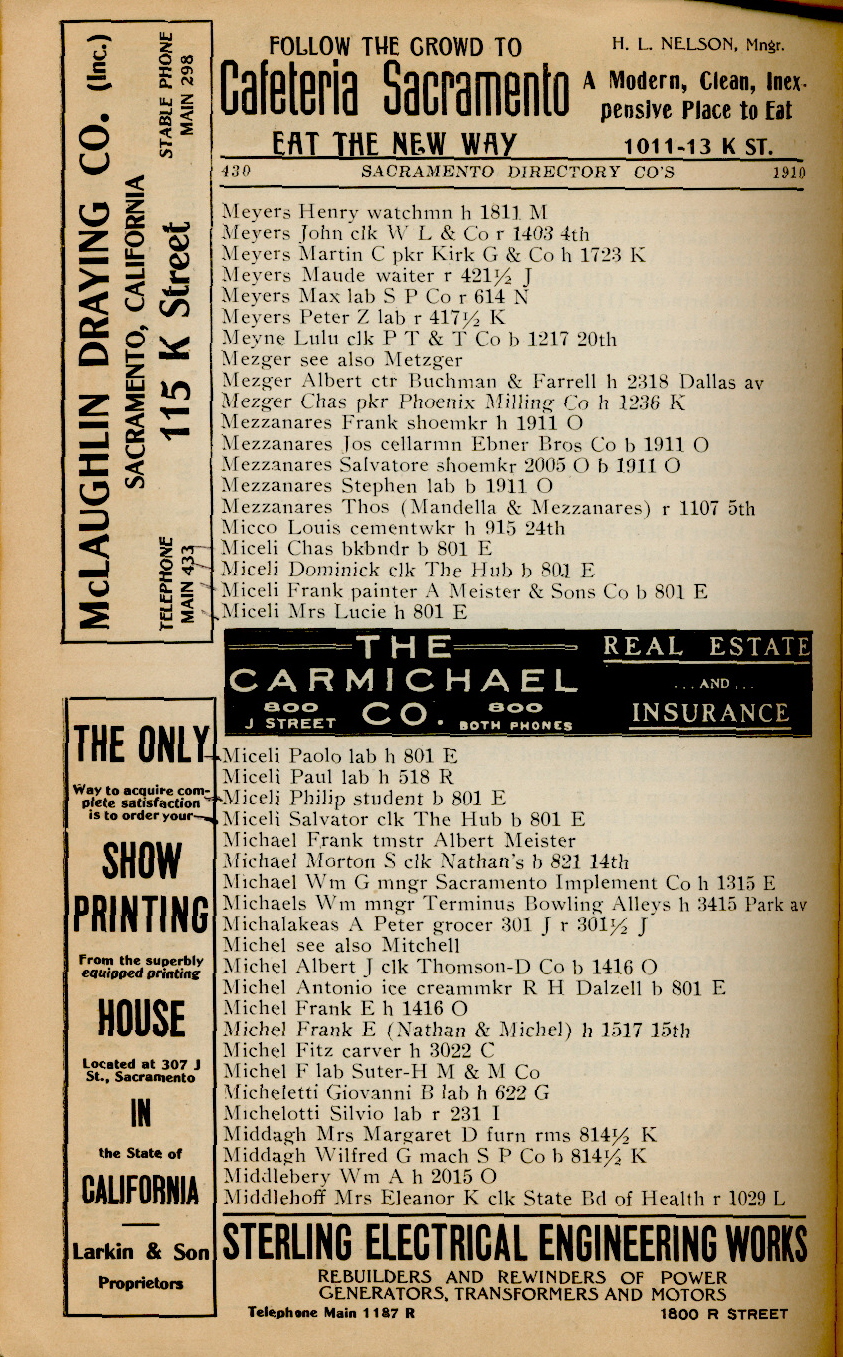 FOLLOW THE CROWD TO
Cafeteria Sacramento
EAT THE NEW WAY
H. L. NELSON, Mngr.
A Modern, Clean, Inex-
pensive Place to Eat
1011-13 K ST.
430 SACRAMENTO DIRECTORY CO'S 1910
McLAUGHLIN DRAYING CO. (Inc.)
SACRAMENTO, CALIFORNIA
115 K Street
TELEPHONE
MAIN 433
STABLE PHONE
MAIN 298
Meyers Henry watchmn h 1811 M
Meyers John clk W L & Co r 1403 4th
Meyers Martin C pkr Kirk G & Co h 1723 K
Meyers Maude waiter r 421½ J
Meyers Max lab S P Co r 614 N
Meyers Peter Z lab r 417½ K
Meyne Lulu clk P T & T Co b 1217 20th
Mezger see also Metzger
Mezger Albert ctr Buchman & Farrell h 2318 Dallas av
Mezger Chas pkr Phoenix Milling Co h 1236 K
Mezzanares Frank shoemkr h 1911 O
Mezzanares Jos cellarmn Ebner Bros Co b 1911 O
Mezzanares Salvatore shoemkr 2005 O b 1911 O
Mezzanares Stephen lab b 1911 O
Mezzanares Thos (Mandella & Mezzanares) r 1107 5th
Micco Louis cementwkr h 915 24th
Miceli Chas bkbndr b 801 E
Miceli Dominick clk The Hub b 801 E
Miceli Frank painter A Meister & Sons Co b 801 E
Miceli Mrs Lucie h 801 E
THE
CARMICHAEL
800 J STREET CO. 800 BOTH PHONES
REAL ESTATE
...AND...
INSURANCE
Miceli Paolo lab h 801 E
Miceli Paul lab h 518 R
Miceli Philip student b 801 E
Miceli Salvator clk The Hub b 801 E
Michael Frank tmstr Albert Meister
Michael Morton S clk Nathan's b 821 14th
Michael Wm G mngr Sacramento Implement Co h 1315 E
Michaels Wm mngr Terminus Bowling Alleys h 3415 Park av
Michalakeas A Peter grocer 301 J r 301½ J
Michel see also Mitchell
Michel Albert J clk Thomson-D Co b 1416 O
Michel Antonio ice creammkr R H Dalzell b 801 E
Michel Frank E h 1416 O
Michel Frank E (Nathan & Michel) h 1517 15th
Michel Fitz carver h 3022 C
Michel F lab Suter-H M & M Co
Micheletti Giovanni B lab h 622 G
Michelotti Silvio lab r 231 I
Middagh Mrs Margaret D furn rms 814½ K
Middagh Wilfred G mach S P Co b 814½ K
Middlebery Wm A h 2015 O
Middlehoff Mrs Eleanor K clk State Bd of Health r 1029 L
THE ONLY
Way to acquire com-
plete satisfaction
is to order your
SHOW
PRINTING
From the superbly
equipped printing
HOUSE
Located at 307 J
St., Sacramento
IN
the State of
CALIFORNIA
Larkin & Son
Proprietors
STERLING ELECTRICAL ENGINEERING WORKS
REBUILDERS AND REWINDERS OF POWER
GENERATORS, TRANSFORMERS AND MOTORS
Telephone Main 1187 R 1800 R STREET